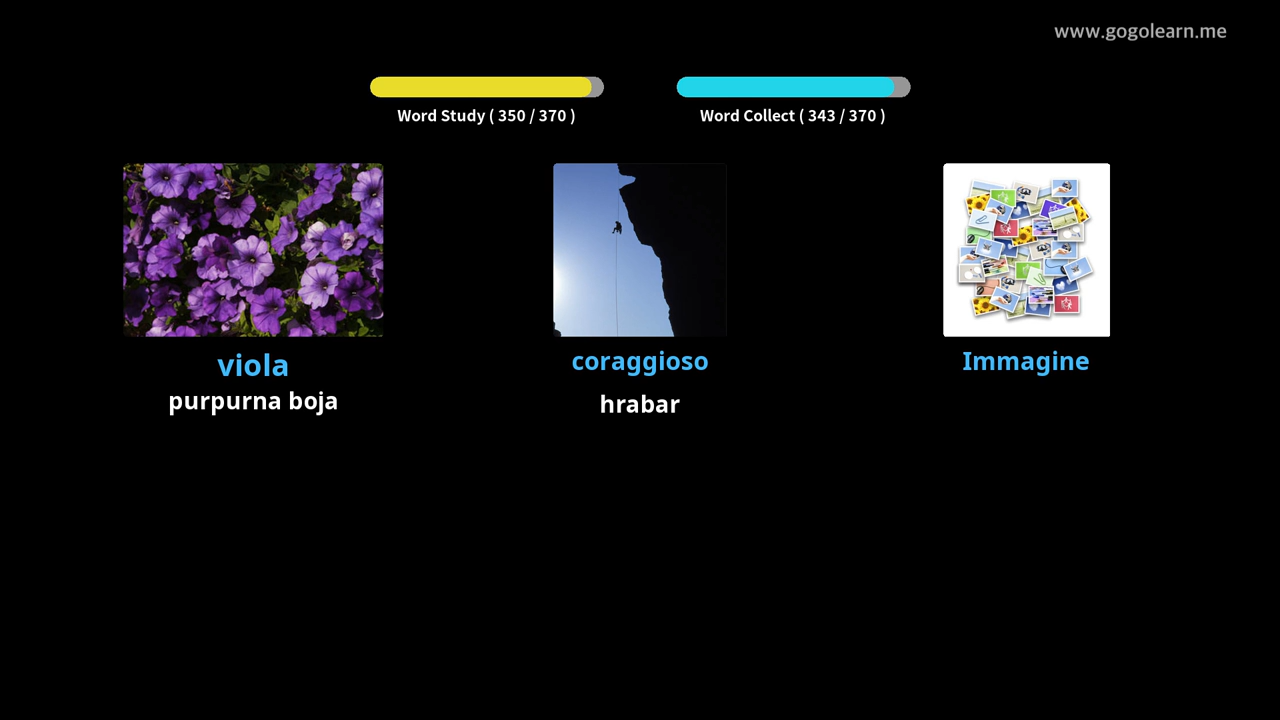 www.gogolearn.me
Word Study ( 350 / 370 )
Word Collect ( 343 / 370 )
viola
purpurna boja
coraggioso
hrabar
Immagine